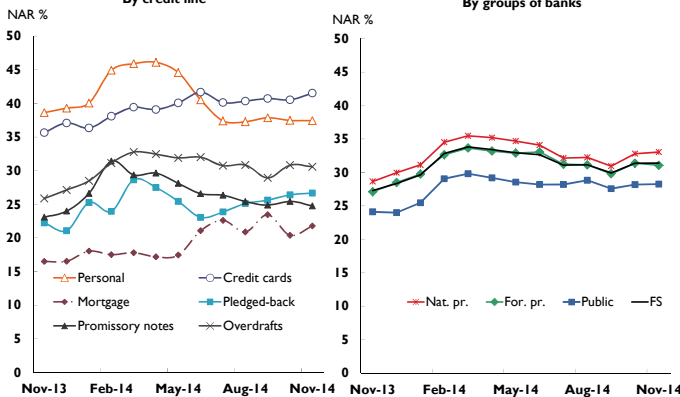 By credit line
NAR %
50
45
40
35
30
25
20
15
10
5
0
Personal
Credit cards
Mortgage
Pledged-back
Promissory notes
Overdrafts
Nov-13 Feb-14 May-14 Aug-14 Nov-14
By groups of banks
NAR %
50
45
40
35
30
25
20
15
10
5
0
Nat. pr. For. pr. Public FS
Nov-13 Feb-14 May-14 Aug-14 Nov-14